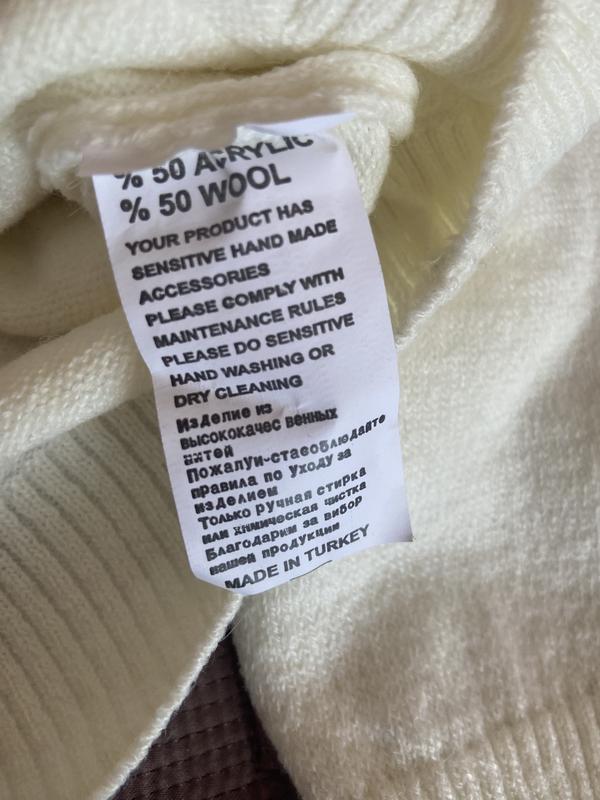 % 50 ACRYLIC
% 50 WOOL
YOUR PRODUCT HAS
SENSITIVE HAND MADE
ACCESSORIES
PLEASE COMPLY WITH
MAINTENANCE RULES
PLEASE DO SENSITIVE
HAND WASHING OR
DRY CLEANING
Изделие из
высококачес венных
нитей
Пожалуи-стасоблюдайте
правила по уходу за
изделием
Только ручная стирка
или химическая чистка
Благодарим за вибор
нашей продукции
MADE IN TURKEY